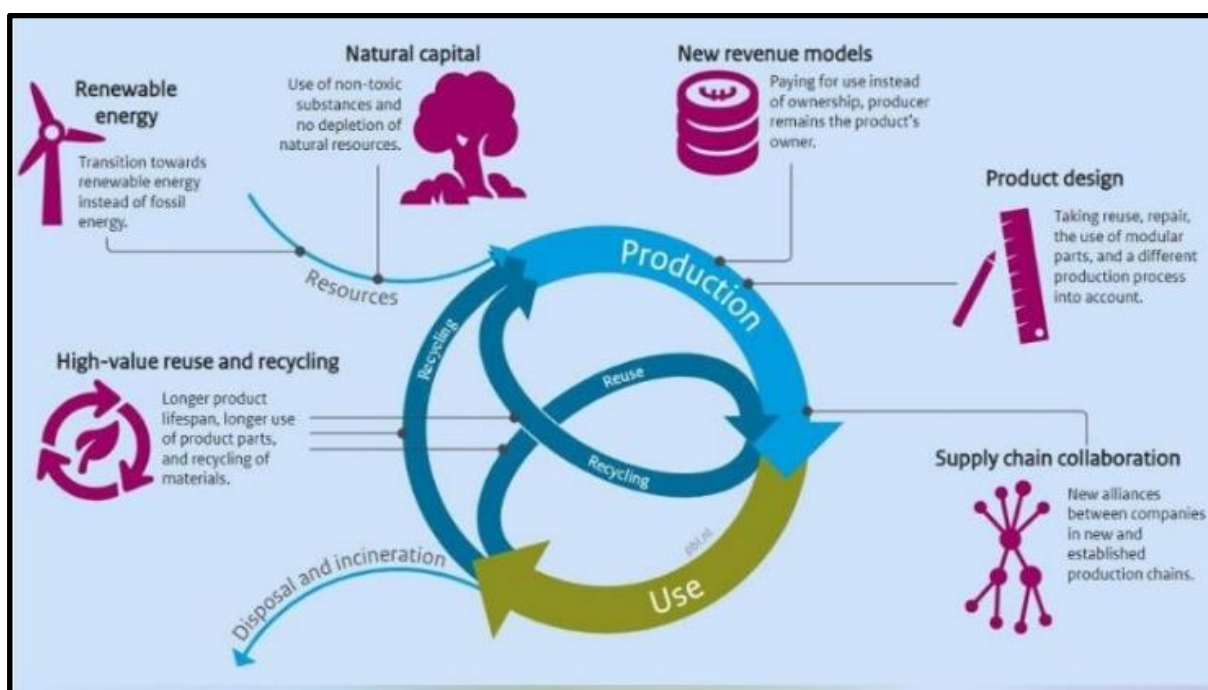 Renewable
energy
Transition towards
renewable energy
instead of fossil
energy.
Natural capital
Use of non-toxic
substances and
no depletion of
natural resources.
New revenue models
Paying for use instead
of ownership, producer
remains the product's
owner.
Product design
Taking reuse, repair,
the use of modular
parts, and a different
production process
into account.
Resources
Production
Recycling
Reuse
Recycling
High-value reuse and recycling
Longer product
lifespan, longer use
of product parts,
and recycling of
materials.
Supply chain collaboration
New alliances
between companies
in new and
established
production chains.
pbl.nl
Use
Disposal and incineration